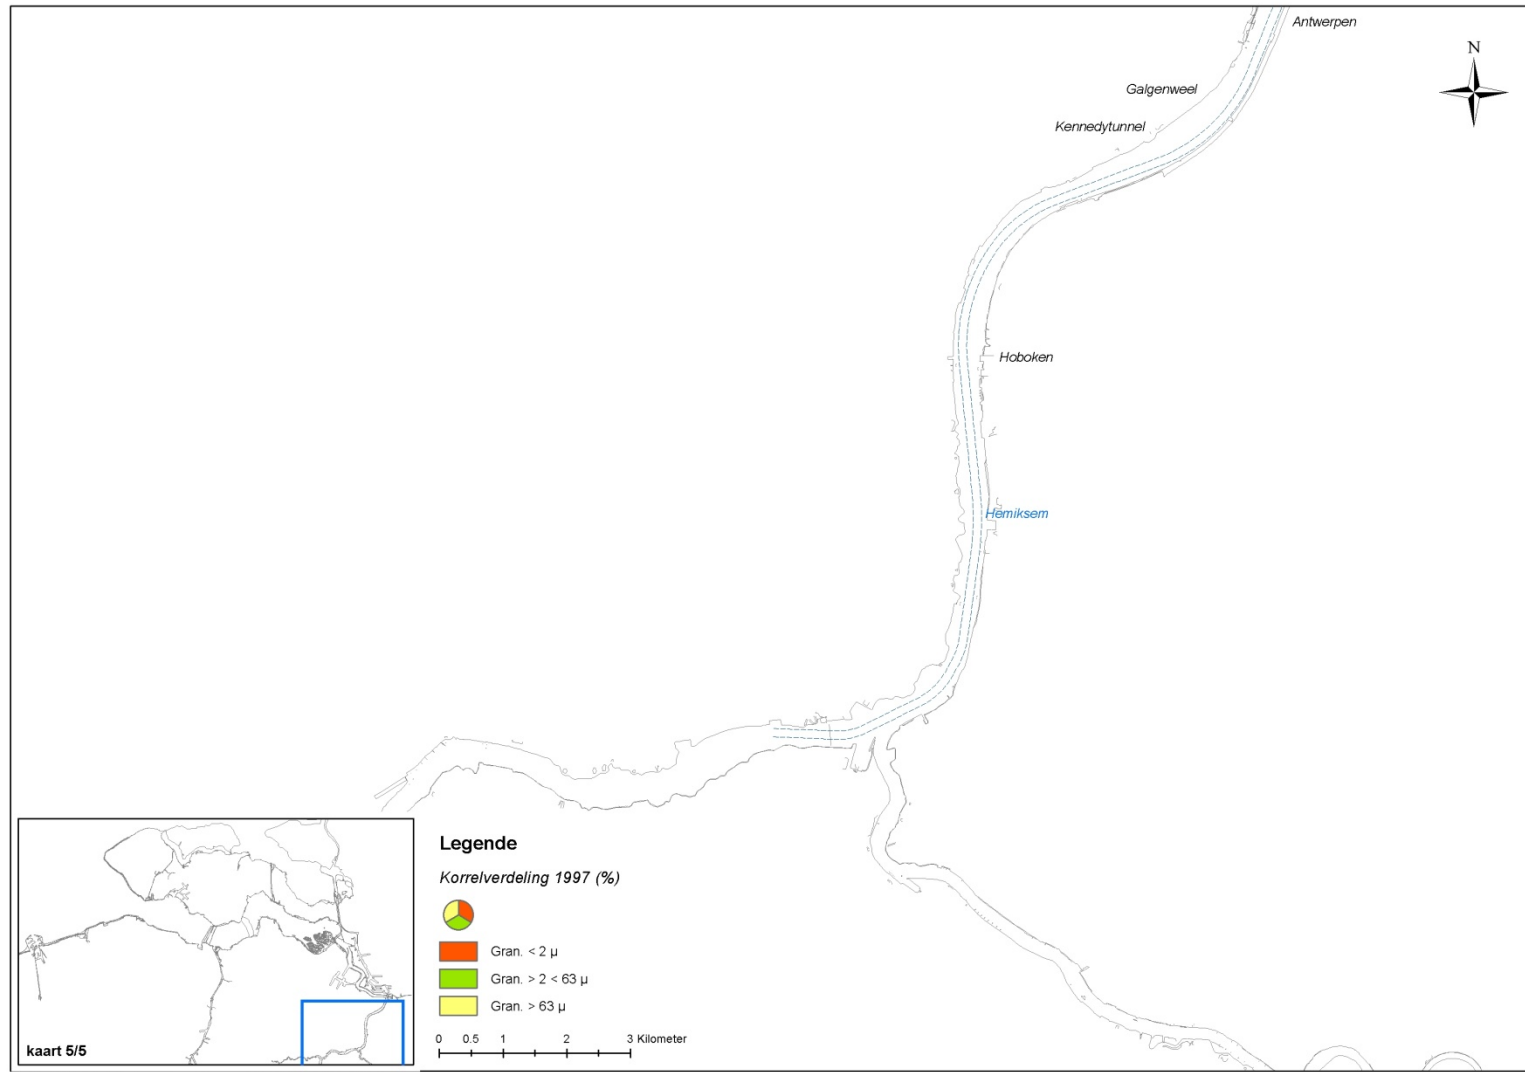 Antwerpen
N
Galgenweel
Kennedytunnel
Hoboken
Hemiksem
Legende
Korrelverdeling 1997 (%)
Gran. < 2 µ
Gran. > 2 < 63 µ
Gran. > 63 µ
0 0.5 1 2 3 Kilometer
kaart 5/5